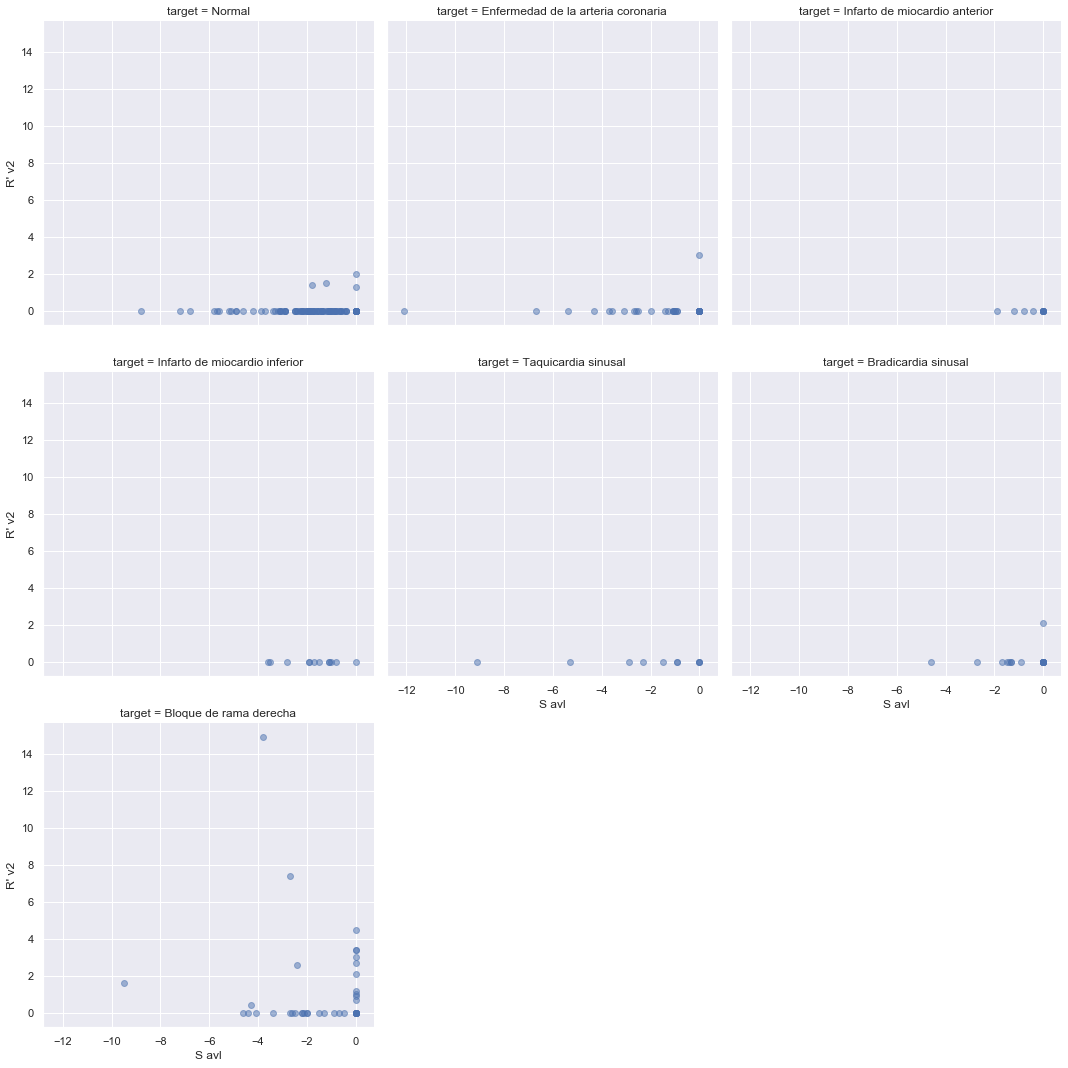 target = Normal
target = Enfermedad de la arteria coronaria
target = Infarto de miocardio anterior
14
12
10
8
6
4
2
0
R' v2
target = Infarto de miocardio inferior
target = Taquicardia sinusal
target = Bradicardia sinusal
14
12
10
8
6
4
2
0
R' v2
−12 −10 −8 −6 −4 −2 0
S avl
−12 −10 −8 −6 −4 −2 0
S avl
target = Bloque de rama derecha
14
12
10
8
6
4
2
0
R' v2
−12 −10 −8 −6 −4 −2 0
S avl